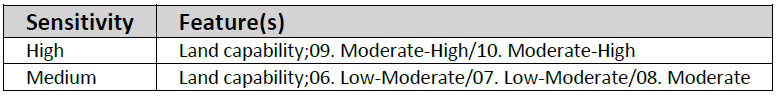 Sensitivity Feature(s)
High Land capability;09. Moderate-High/10. Moderate-High
Medium Land capability;06. Low-Moderate/07. Low-Moderate/08. Moderate